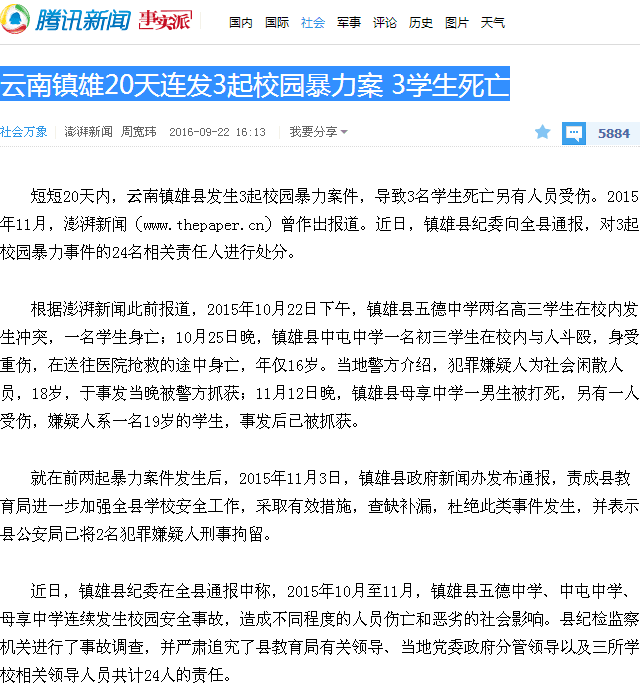 腾讯新闻 事实派 国内 国际 社会 军事 评论 历史 图片 天气
云南镇雄20天连发3起校园暴力案 3学生死亡
社会万象 澎湃新闻 周宽玮 2016-09-22 16:13 我要分享 5884
短短20天内，云南镇雄县发生3起校园暴力案件，导致3名学生死亡另有人员受伤。2015
年11月，澎湃新闻（www.thepaper.cn）曾作出报道。近日，镇雄县纪委向全县通报，对3起
校园暴力事件的24名相关责任人进行处分。
根据澎湃新闻此前报道，2015年10月22日下午，镇雄县五德中学两名高三学生在校内发
生冲突，一名学生身亡；10月25日晚，镇雄县中屯中学一名初三学生在校内与人斗殴，身受
重伤，在送往医院抢救的途中身亡，年仅16岁。当地警方介绍，犯罪嫌疑人为社会闲散人
员，18岁，于事发当晚被警方抓获；11月12日晚，镇雄县母享中学一男生被打死，另有一人
受伤，嫌疑人系一名19岁的学生，事发后已被抓获。
就在前两起暴力案件发生后，2015年11月3日，镇雄县政府新闻办发布通报，责成县教
育局进一步加强全县学校安全工作，采取有效措施，查缺补漏，杜绝此类事件发生，并表示
县公安局已将2名犯罪嫌疑人刑事拘留。
近日，镇雄县纪委在全县通报中称，2015年10月至11月，镇雄县五德中学、中屯中学、
母享中学连续发生校园安全事故，造成不同程度的人员伤亡和恶劣的社会影响。县纪检监察
机关进行了事故调查，并严肃追究了县教育局有关领导、当地党委政府分管领导以及三所学
校相关领导人员共计24人的责任。